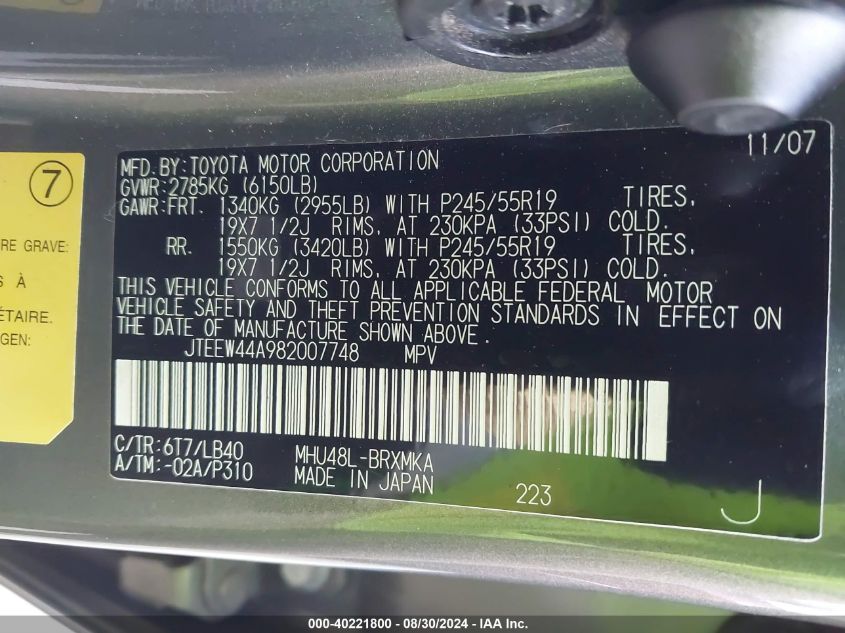 11/07
MFD. BY: TOYOTA MOTOR CORPORATION
GVWR: 2785KG (6150LB)
GAWR: FRT. 1340KG (2955LB) WITH P245/55R19 TIRES,
19X7 1/2J RIMS, AT 230KPA (33PSI) COLD.
RR. 1550KG (3420LB) WITH P245/55R19 TIRES,
19X7 1/2J RIMS, AT 230KPA (33PSI) COLD.
THIS VEHICLE CONFORMS TO ALL APPLICABLE FEDERAL MOTOR
VEHICLE SAFETY AND THEFT PREVENTION STANDARDS IN EFFECT ON
THE DATE OF MANUFACTURE SHOWN ABOVE.
JTEEW44A982007748 MPV
C/TR: 6T7/LB40 MHU48L-BRXMKA
A/TM: -02A/P310 MADE IN JAPAN
223
J
7
RE GRAVE:
S À
ÉTAIRE.
GEN:
000-40221800 - 08/30/2024 - IAA Inc.